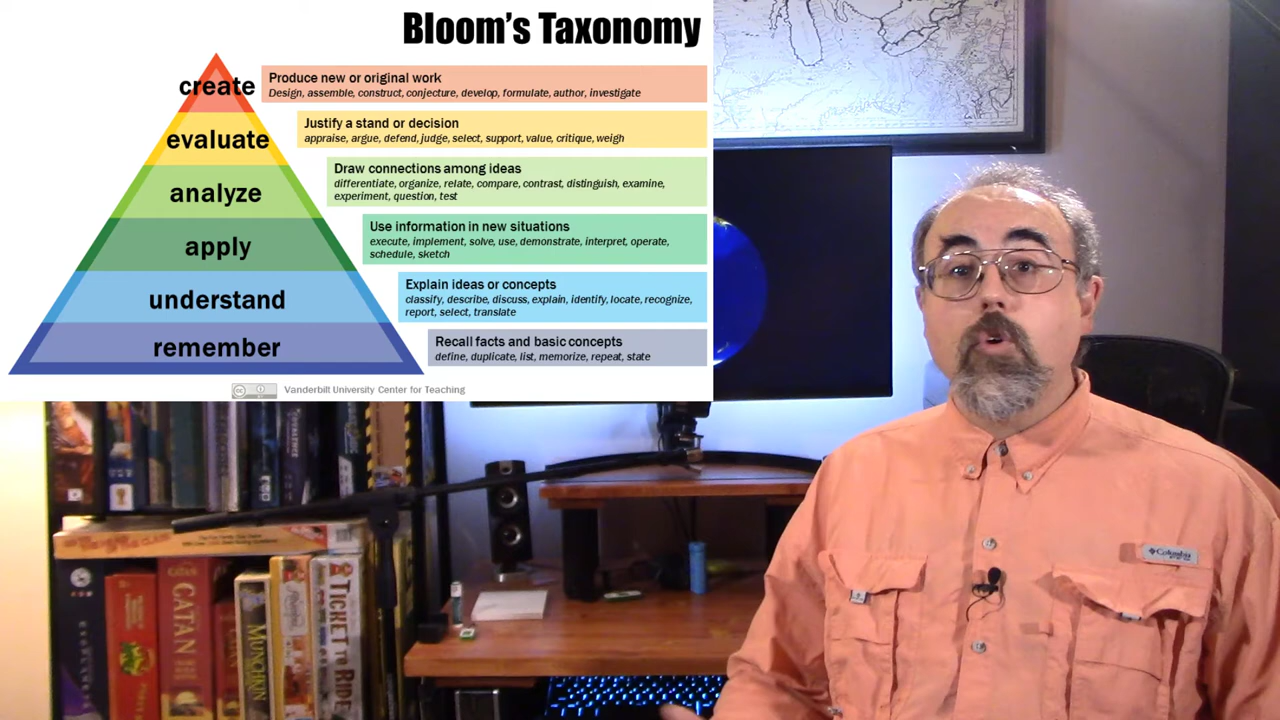 Bloom's Taxonomy
create
Produce new or original work
Design, assemble, construct, conjecture, develop, formulate, author, investigate
evaluate
Justify a stand or decision
appraise, argue, defend, judge, select, support, value, critique, weigh
analyze
Draw connections among ideas
differentiate, organize, relate, compare, contrast, distinguish, examine,
experiment, question, test
apply
Use information in new situations
execute, implement, solve, use, demonstrate, interpret, operate,
schedule, sketch
understand
Explain ideas or concepts
classify, describe, discuss, explain, identify, locate, recognize,
report, select, translate
remember
Recall facts and basic concepts
define, duplicate, list, memorize, repeat, state
cc
Vanderbill University Center for Teaching
Columbia
CATAN
MUNCHKIN
TICKET TO RIDE